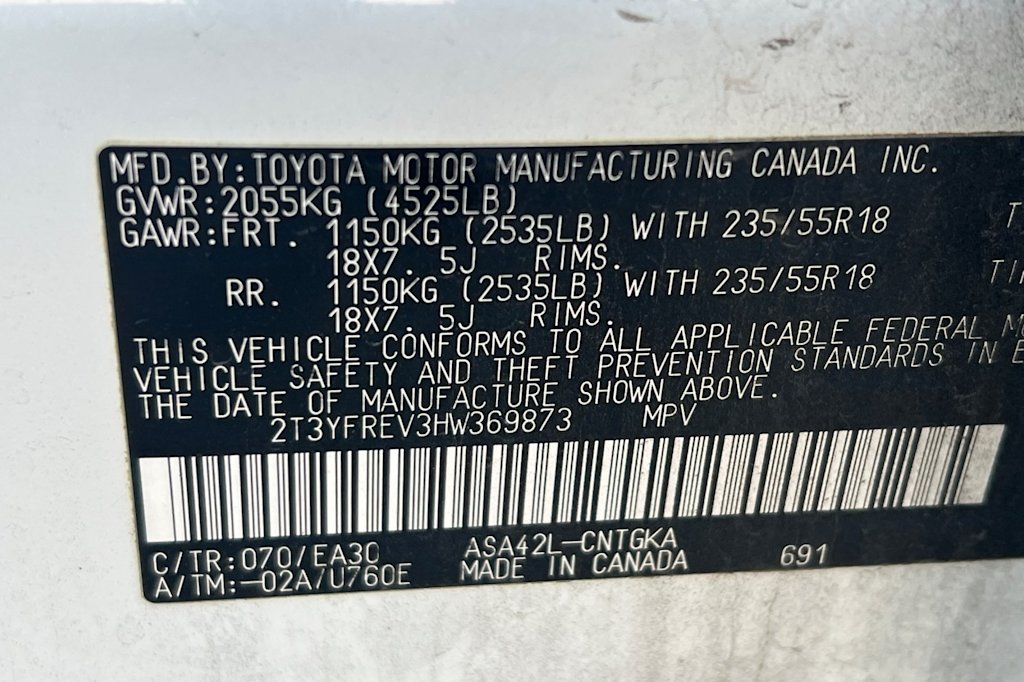 MFD.BY:TOYOTA MOTOR MANUFACTURING CANADA INC.
GVWR:2055KG (4525LB)
GAWR:FRT. 1150KG (2535LB) WITH 235/55R18
18X7. 5J RIMS.
RR. 1150KG (2535LB) WITH 235/55R18
18X7. 5J RIMS.
THIS VEHICLE CONFORMS TO ALL APPLICABLE FEDERAL
VEHICLE SAFETY AND THEFT PREVENTION STANDARDS IN
THE DATE OF MANUFACTURE SHOWN ABOVE.
2T3YFREV3HW369873 MPV
C/TR:070/EA30 ASA42L-CNTGKA 691
A/TM:-02A/U760E MADE IN CANADA